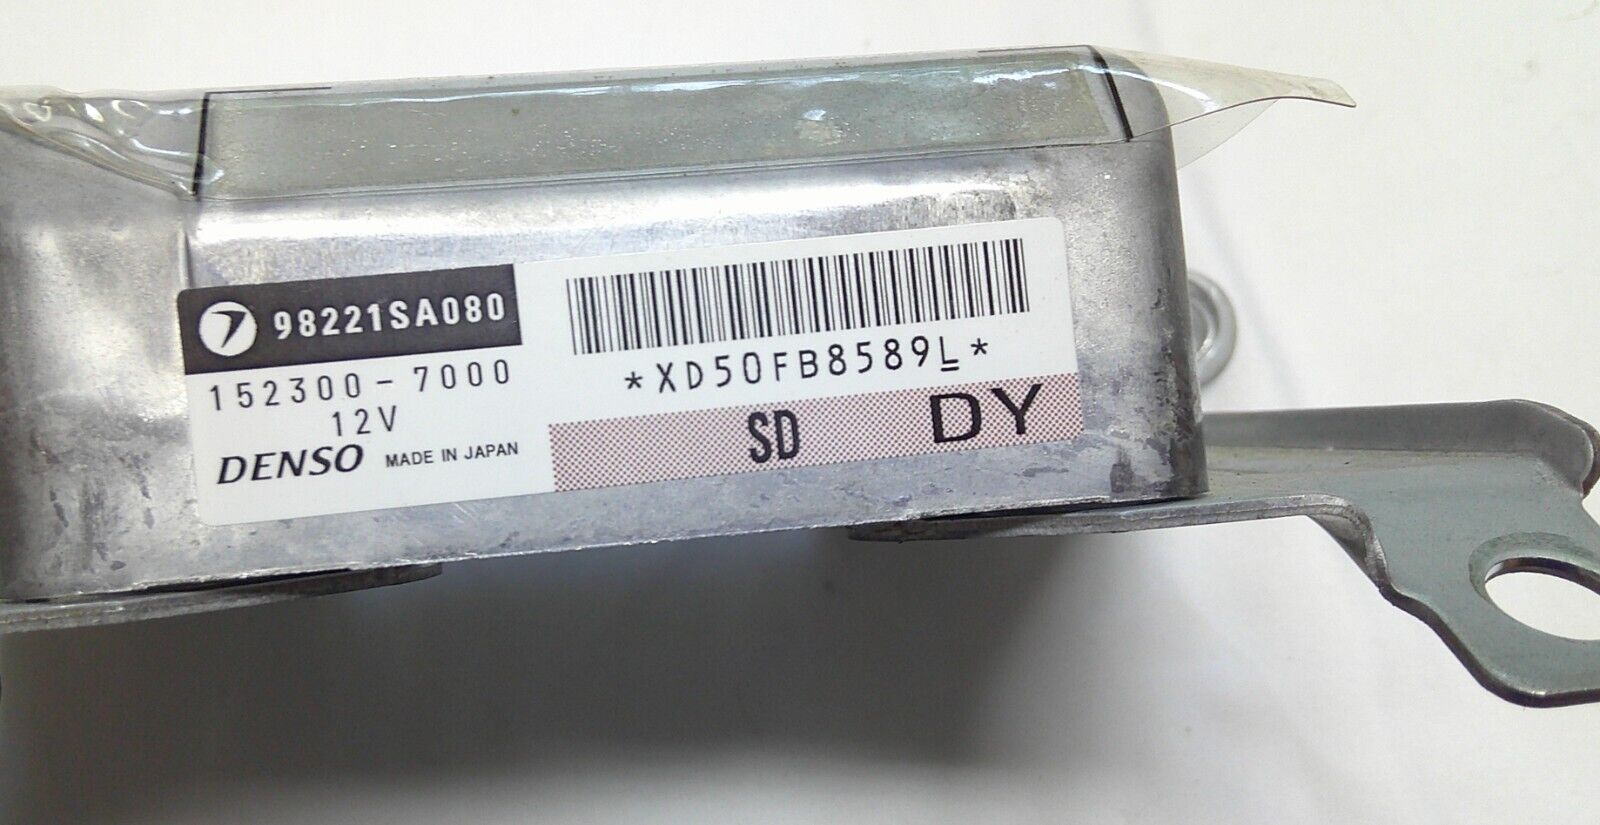 98221SA080
152300-7000
12V
DENSO MADE IN JAPAN
*XD50FB8589L*
SD DY